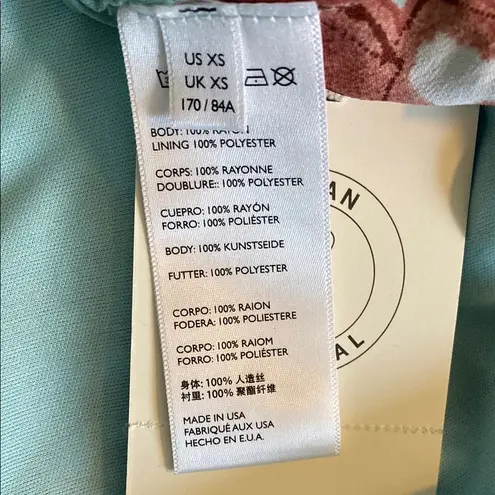 US XS
UK XS
170 / 84A
BODY: 100% RAYON
LINING 100% POLYESTER
CORPS: 100% RAYONNE
DOUBLURE:: 100% POLYESTER
CUEPRO: 100% RAYÓN
FORRO: 100% POLIÉSTER
BODY: 100% KUNSTSEIDE
FUTTER: 100% POLYESTER
CORPO: 100% RAION
FODERA: 100% POLIESTERE
CORPO: 100% RAIOM
FORRO: 100% POLIÉSTER
身体: 100% 人造丝
衬里: 100% 聚酯纤维
MADE IN USA
FABRIQUÉ AUX USA
HECHO EN E.U.A.
AN
AL